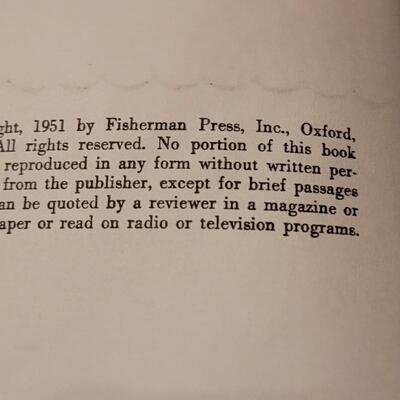 ght, 1951 by Fisherman Press, Inc., Oxford,
All rights reserved. No portion of this book
reproduced in any form without written per-
from the publisher, except for brief passages
an be quoted by a reviewer in a magazine or
aper or read on radio or television programs.